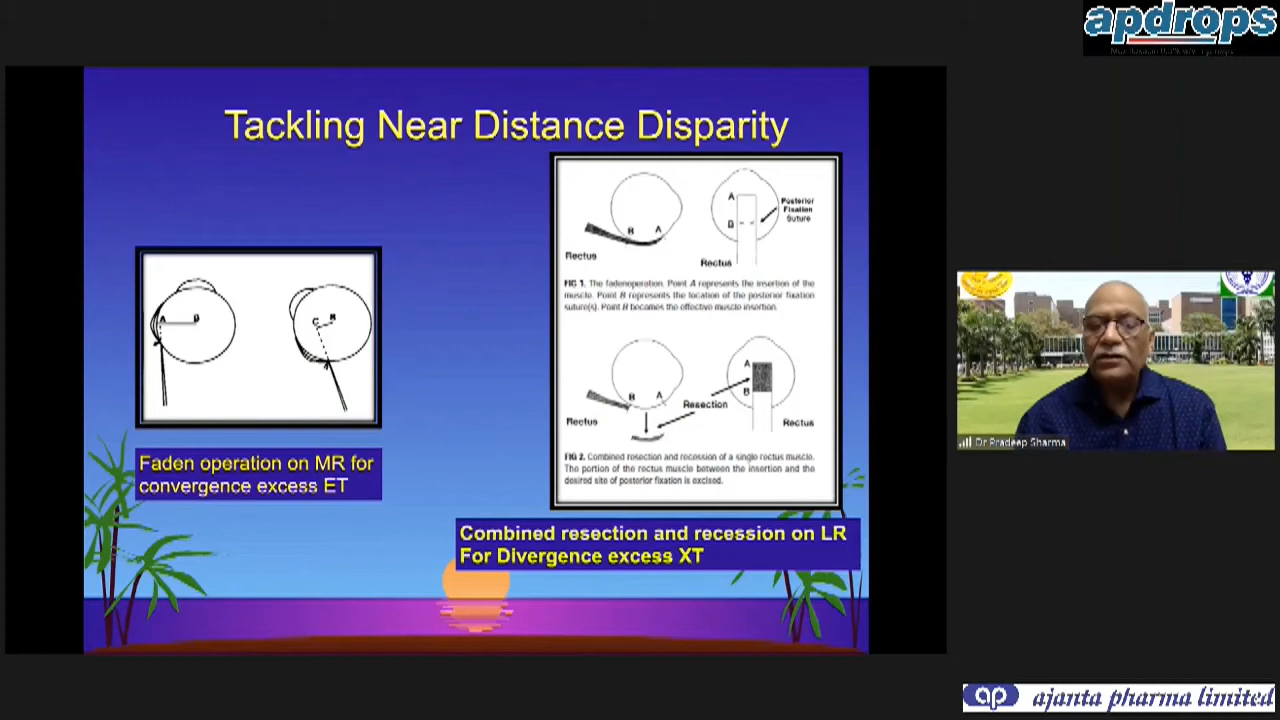 apdrops
Tackling Near Distance Disparity
A B
C B
Faden operation on MR for
convergence excess ET
B A
Rectus
A
B
Posterior
Fixation
Suture
Rectus
FIG 1. The fadenoperation. Point A represents the insertion of the
muscle. Point B represents the location of the posterior fixation
suture(s). Point B becomes the effective muscle insertion.
B A
Rectus
Resection
A
B
Rectus
FIG 2. Combined resection and recession of a single rectus muscle.
The portion of the rectus muscle between the insertion and the
desired site of posterior fixation is excised.
Combined resection and recession on LR
For Divergence excess XT
Dr Pradeep Sharma
ap ajanta pharma limited